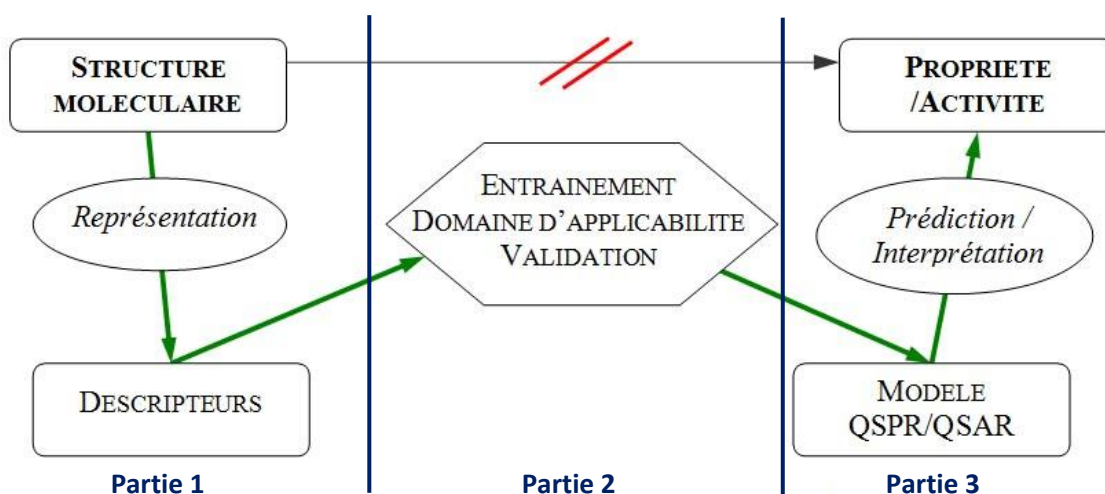 STRUCTURE
MOLECULAIRE
PROPRIETE
/ACTIVITE
Représentation
ENTRAINEMENT
DOMAINE D'APPLICABILITE
VALIDATION
Prédiction /
Interprétation
DESCRIPTEURS
MODELE
QSPR/QSAR
Partie 1
Partie 2
Partie 3